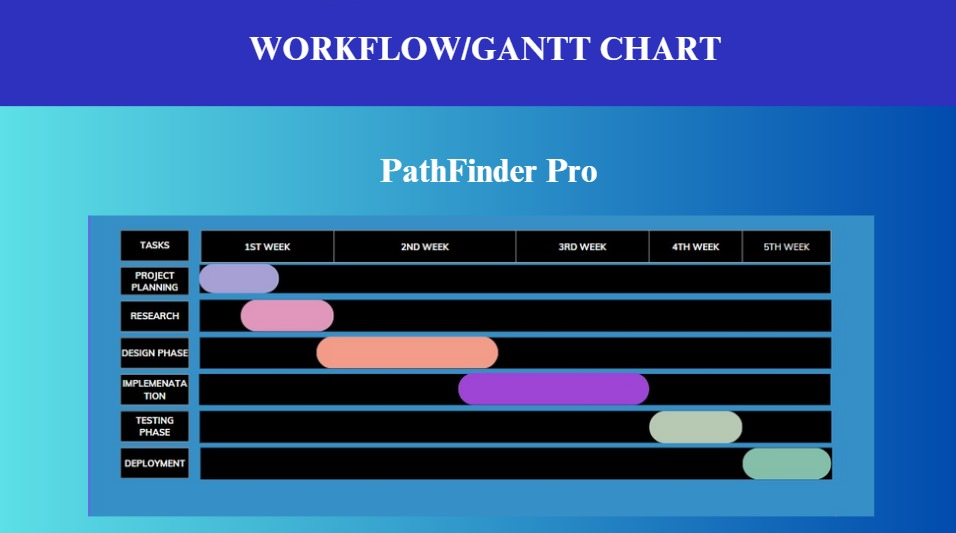 WORKFLOW/GANTT CHART
PathFinder Pro
TASKS 1ST WEEK 2ND WEEK 3RD WEEK 4TH WEEK 5TH WEEK
PROJECT
PLANNING
RESEARCH
DESIGN PHASE
IMPLEMENATA
TION
TESTING
PHASE
DEPLOYMENT